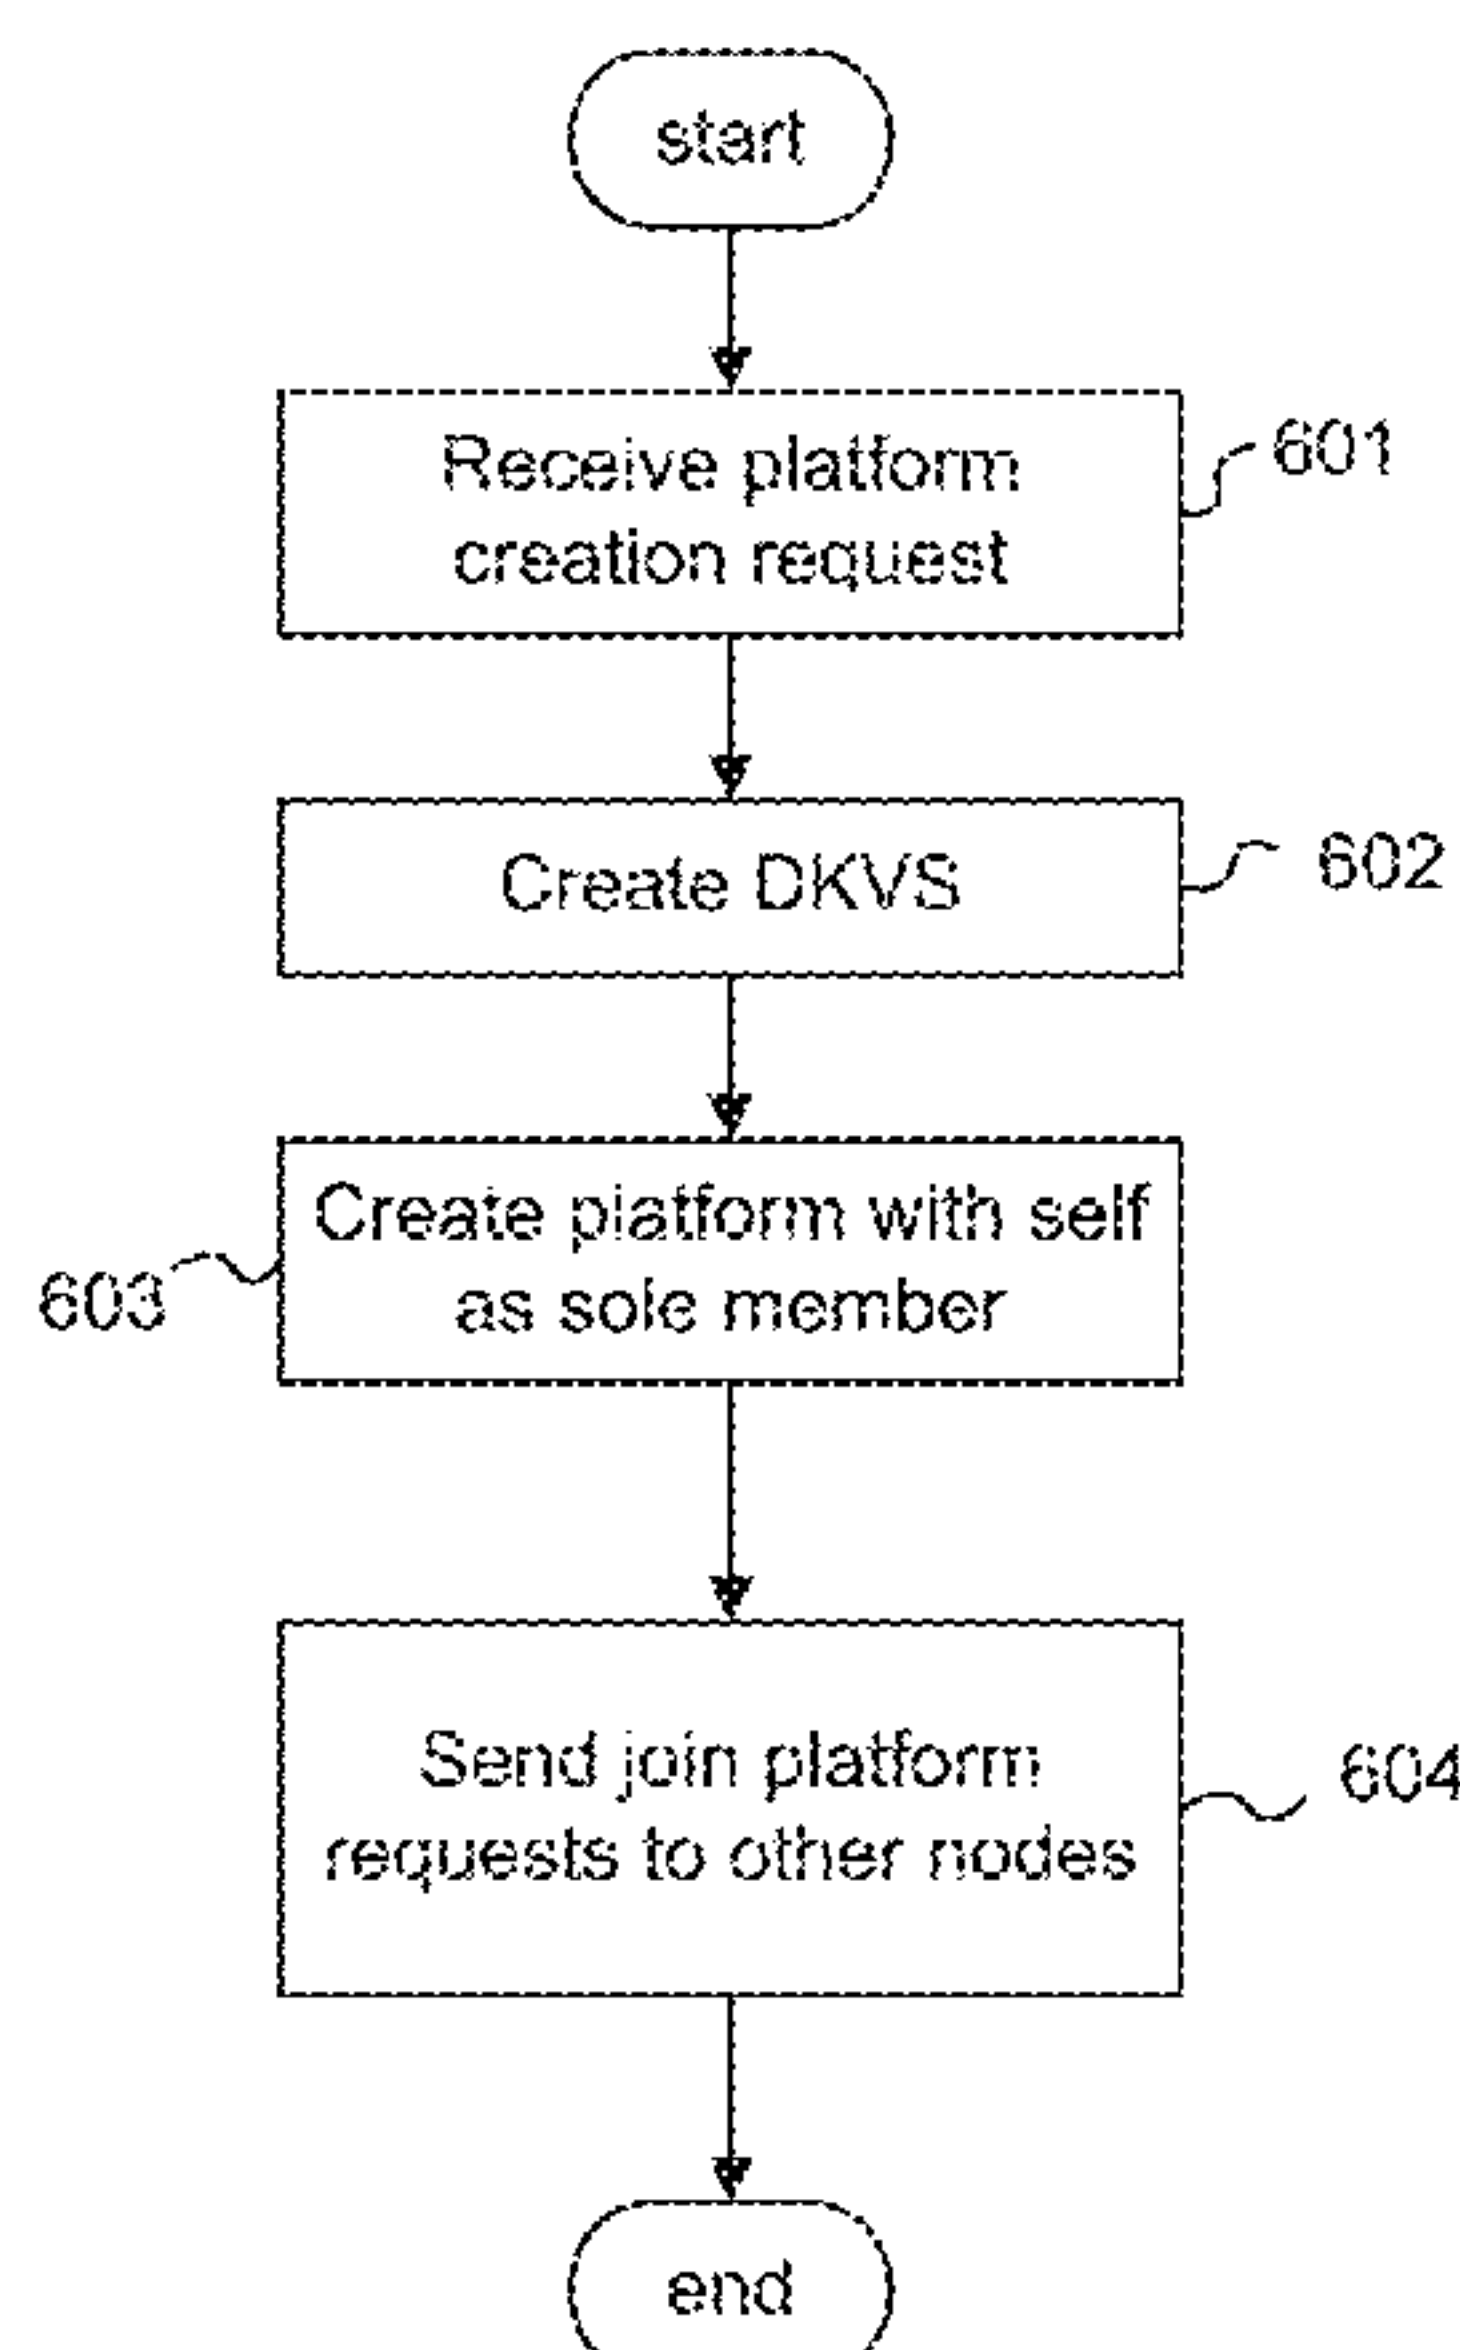 start
Receive platform
creation request
601
Create DKVS
602
Create platform with self
as sole member
603
Send join platform
requests to other nodes
604
end